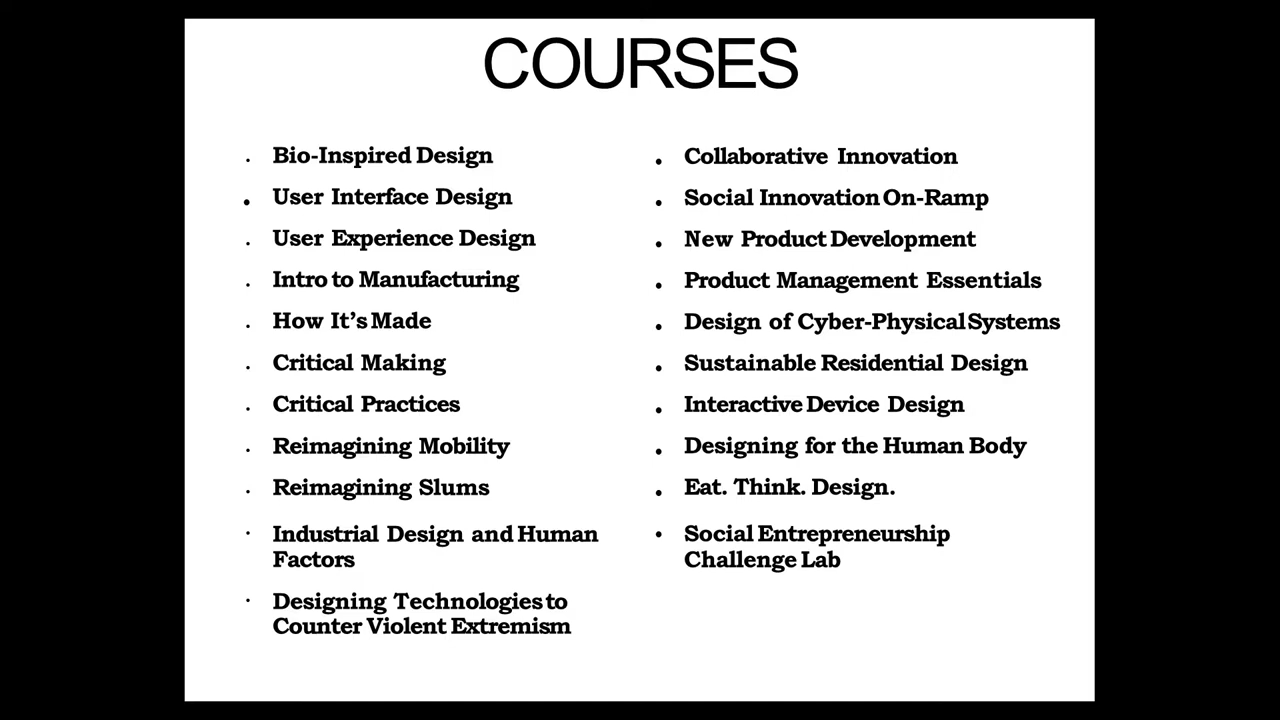 COURSES
Bio-Inspired Design
User Interface Design
User Experience Design
Intro to Manufacturing
How It’s Made
Critical Making
Critical Practices
Reimagining Mobility
Reimagining Slums
Industrial Design and Human
Factors
Designing Technologies to
Counter Violent Extremism
Collaborative Innovation
Social Innovation On-Ramp
New Product Development
Product Management Essentials
Design of Cyber-Physical Systems
Sustainable Residential Design
Interactive Device Design
Designing for the Human Body
Eat. Think. Design.
Social Entrepreneurship
Challenge Lab